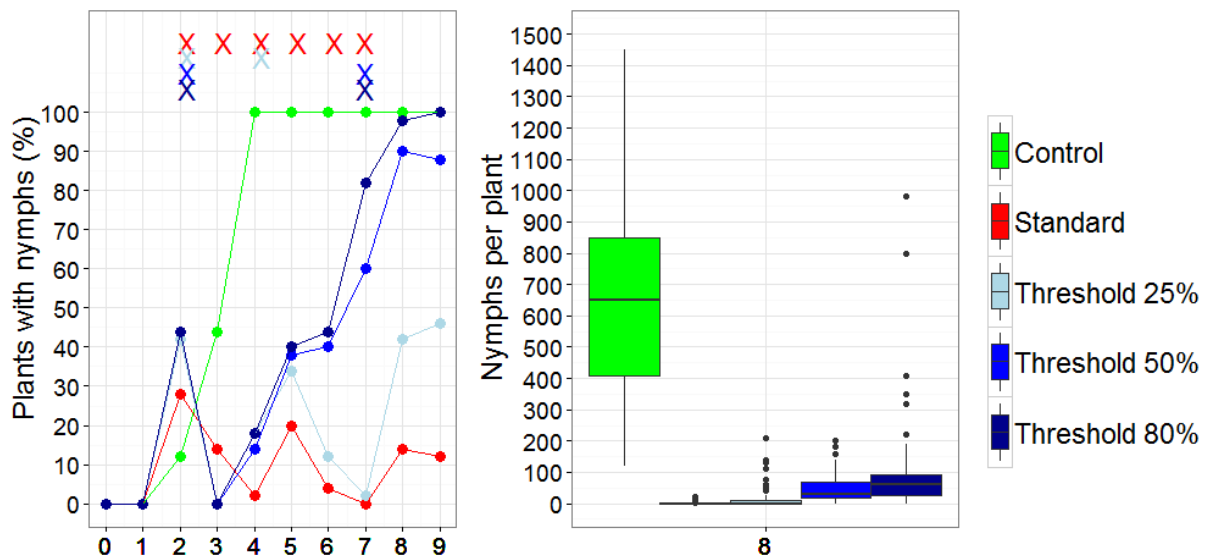 Plants with nymphs (%)
X X X X X X
X X
X X
X X
100
90
80
70
60
50
40
30
20
10
0
0 1 2 3 4 5 6 7 8 9
Nymphs per plant
1500
1400
1300
1200
1100
1000
900
800
700
600
500
400
300
200
100
0
8
Control
Standard
Threshold 25%
Threshold 50%
Threshold 80%